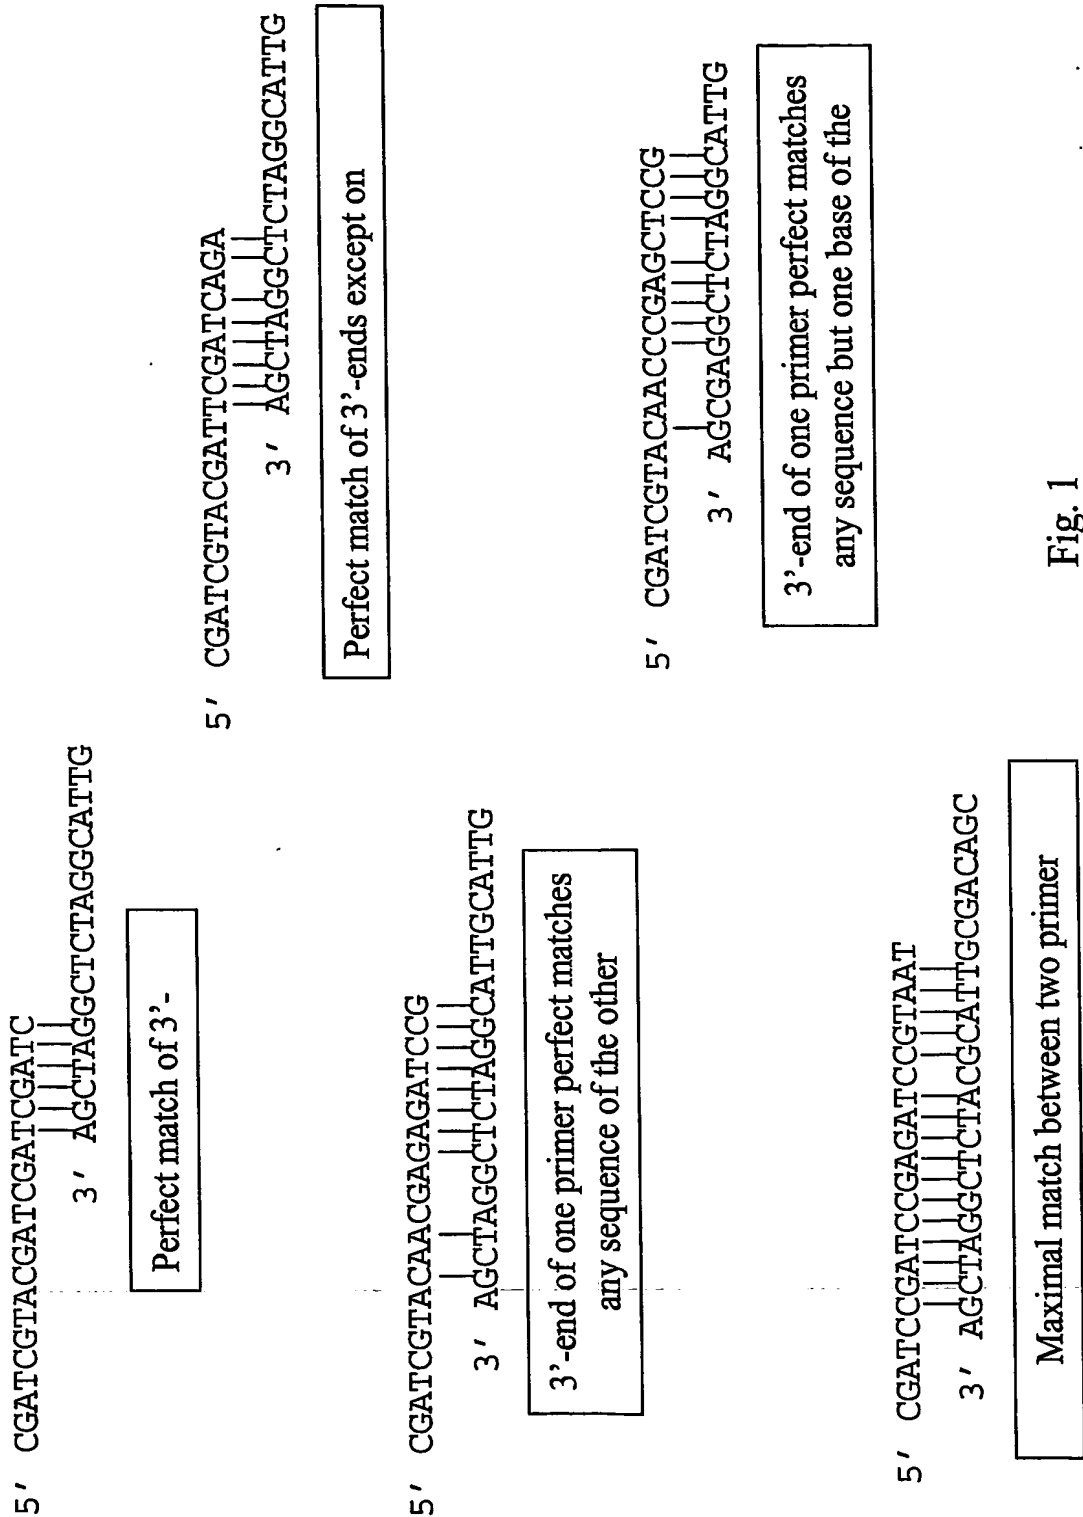 5′ CGATCGTACGATCGATCGATC
3′ AGCTAGGCTCTAGGCATTG
Perfect match of 3’-
5′ CGATCGTACGATTCGATCAGA
3′ AGCTAGGCTCTAGGCATTG
Perfect match of 3’-ends except on
5′ CGATCGTACAACGAGAGATCCG
3′ AGCTAGGCTCTAGGCATTGCATTG
3’-end of one primer perfect matches
any sequence of the other
5′ CGATCGTACAACCCGAGCTCCG
3′ AGCGAGGCTCTAGGCATTG
3’-end of one primer perfect matches
any sequence but one base of the
5′ CGATCCGATCCGAGATCCGTAAT
3′ AGCTAGGCTCTACGCATTGCGACAGC
Maximal match between two primer
Fig. 1